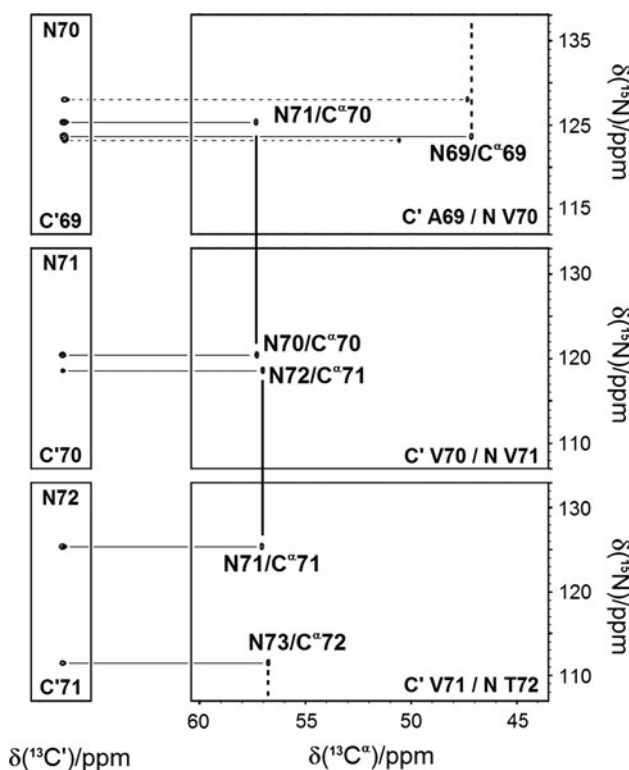 N70
135
N71/Cα70
125
N69/Cα69
115
C'69
C' A69 / N V70
δ(¹⁵N)/ppm
N71
130
N70/Cα70
120
N72/Cα71
110
C'70
C' V70 / N V71
δ(¹⁵N)/ppm
N72
130
N71/Cα71
120
N73/Cα72
110
C'71
C' V71 / N T72
δ(¹⁵N)/ppm
60 55 50 45
δ(¹³C')/ppm δ(¹³Cα)/ppm